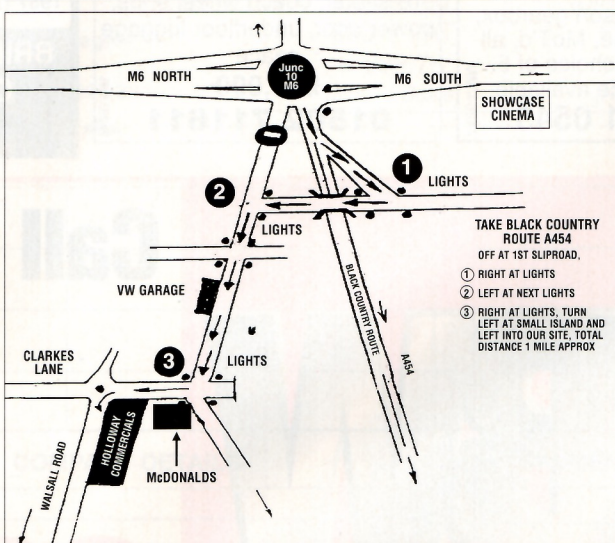 Junc
10
M6
M6 NORTH
M6 SOUTH
SHOWCASE
CINEMA
1
LIGHTS
2
LIGHTS
TAKE BLACK COUNTRY
ROUTE A454
OFF AT 1ST SLIPROAD,
1 RIGHT AT LIGHTS
2 LEFT AT NEXT LIGHTS
3 RIGHT AT LIGHTS, TURN
LEFT AT SMALL ISLAND AND
LEFT INTO OUR SITE, TOTAL
DISTANCE 1 MILE APPROX
VW GARAGE
BLACK COUNTRY ROUTE
A454
3
LIGHTS
CLARKES
LANE
HOLLOWAY
COMMERCIALS
McDONALDS
WALSALL ROAD